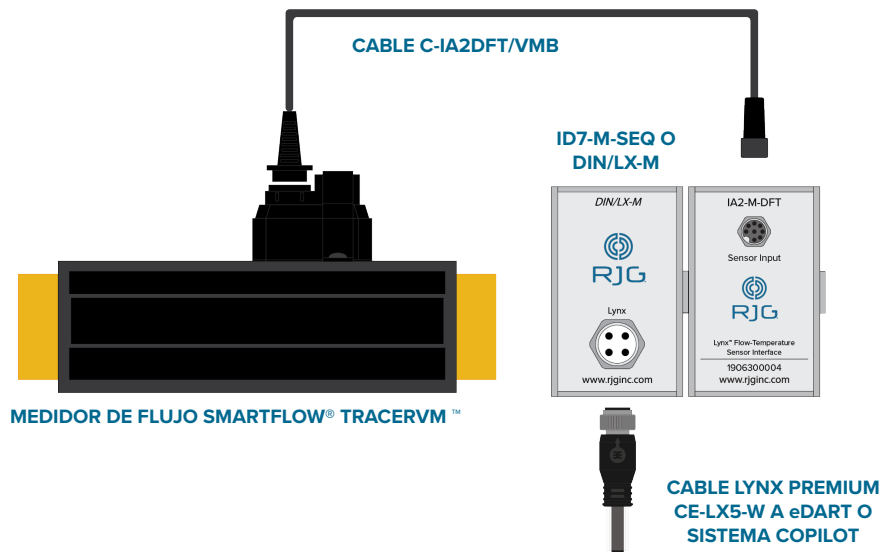 CABLE C-IA2DFT/VMB
ID7-M-SEQ O
DIN/LX-M
DIN/LX-M
RJG
Lynx
www.rjginc.com
IA2-M-DFT
Sensor Input
RJG
Lynx™ Flow-Temperature
Sensor Interface
1906300004
www.rjginc.com
MEDIDOR DE FLUJO SMARTFLOW® TRACERVM ™
CABLE LYNX PREMIUM
CE-LX5-W A eDART O
SISTEMA COPILOT